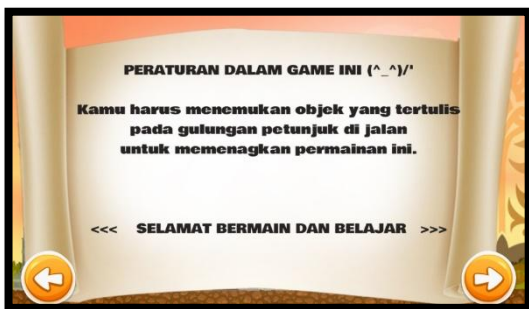 PERATURAN DALAM GAME INI (^_^)/'
Kamu harus menemukan objek yang tertulis
pada gulungan petunjuk di jalan
untuk memenagkan permainan ini.
<<< SELAMAT BERMAIN DAN BELAJAR >>>